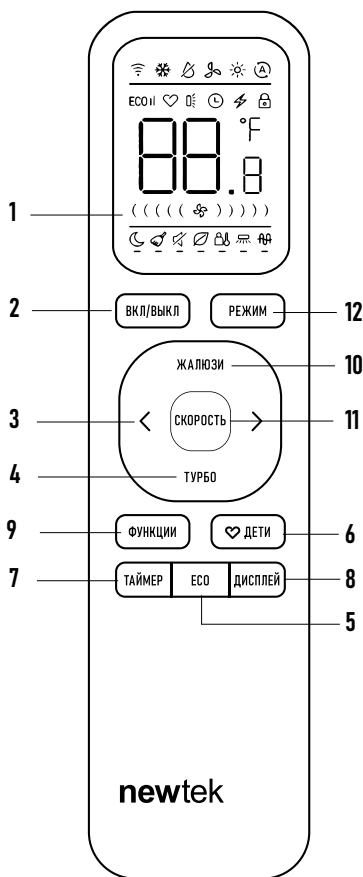 A
ECO
88.8 °F
1
2 ВКЛ/ВЫКЛ РЕЖИМ 12
ЖАЛЮЗИ 10
3 < СКОРОСТЬ > 11
4 ТУРБО
9 ФУНКЦИИ ДЕТИ 6
7 ТАЙМЕР ECO ДИСПЛЕЙ 8
5
newtek